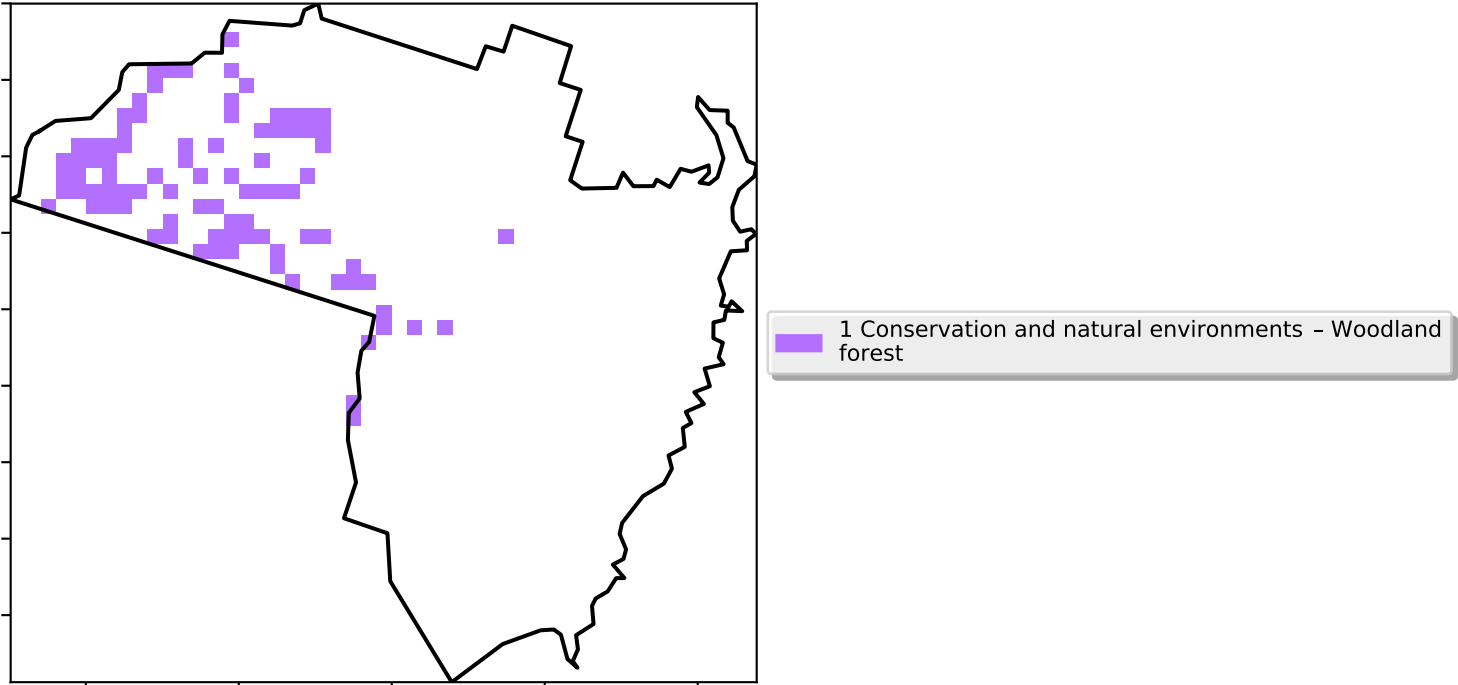 1 Conservation and natural environments – Woodland
forest